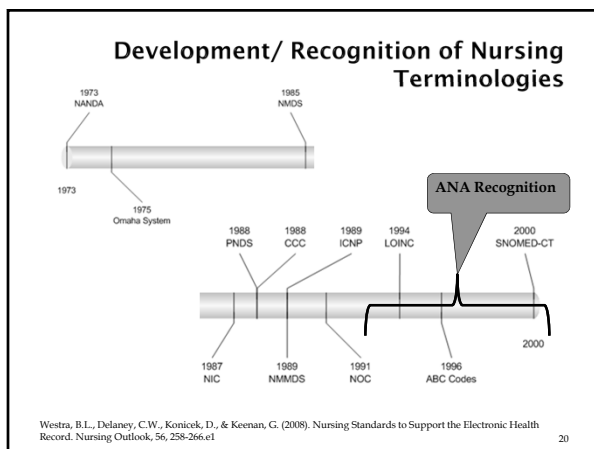 Development/ Recognition of Nursing
Terminologies
1973
NANDA
1985
NMDS
1973
1975
Omaha System
ANA Recognition
1988
PNDS
1988
CCC
1989
ICNP
1994
LOINC
2000
SNOMED-CT
1987
NIC
1989
NMMDS
1991
NOC
1996
ABC Codes
2000
Westra, B.L., Delaney, C.W., Konicek, D., & Keenan, G. (2008). Nursing Standards to Support the Electronic Health
Record. Nursing Outlook, 56, 258-266.e1
20